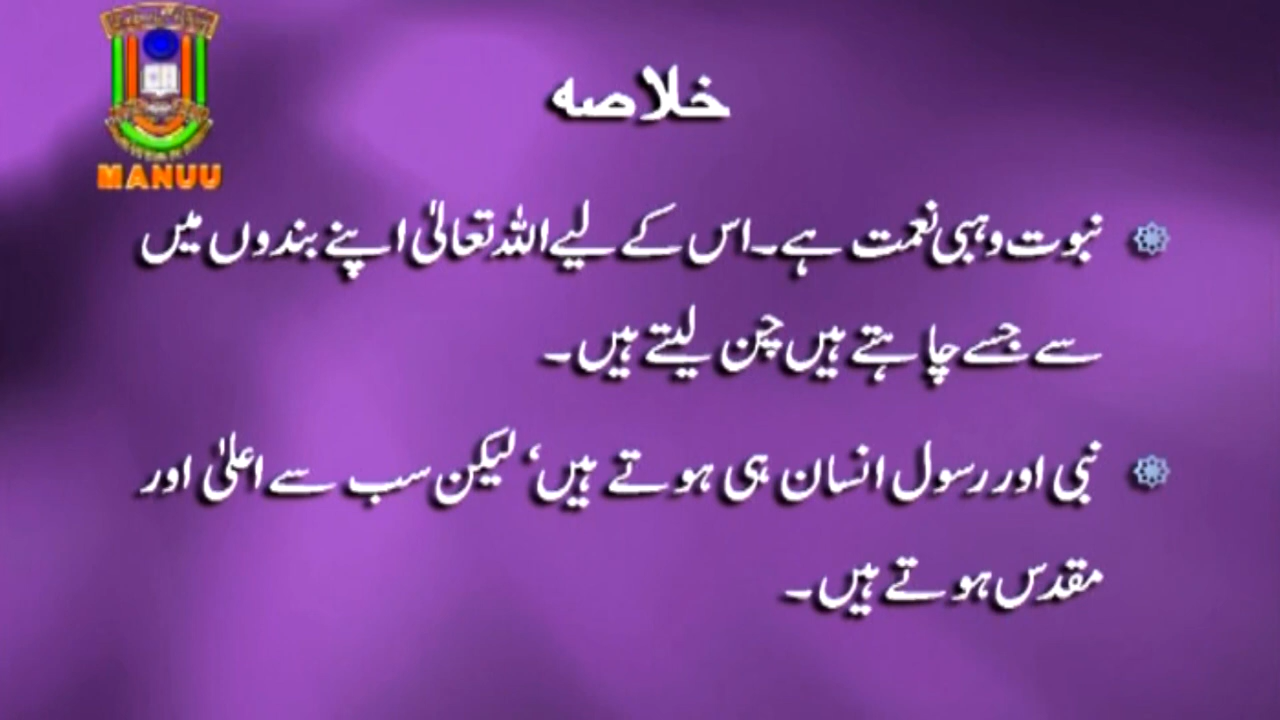 MANUU
خلاصہ
نبوت وہبی نعمت ہے۔ اس کے لیے اللہ تعالیٰ اپنے بندوں میں
سے جسے چاہتے ہیں چن لیتے ہیں۔
نبی اور رسول انسان ہی ہوتے ہیں‘ لیکن سب سے اعلیٰ اور
مقدس ہوتے ہیں۔